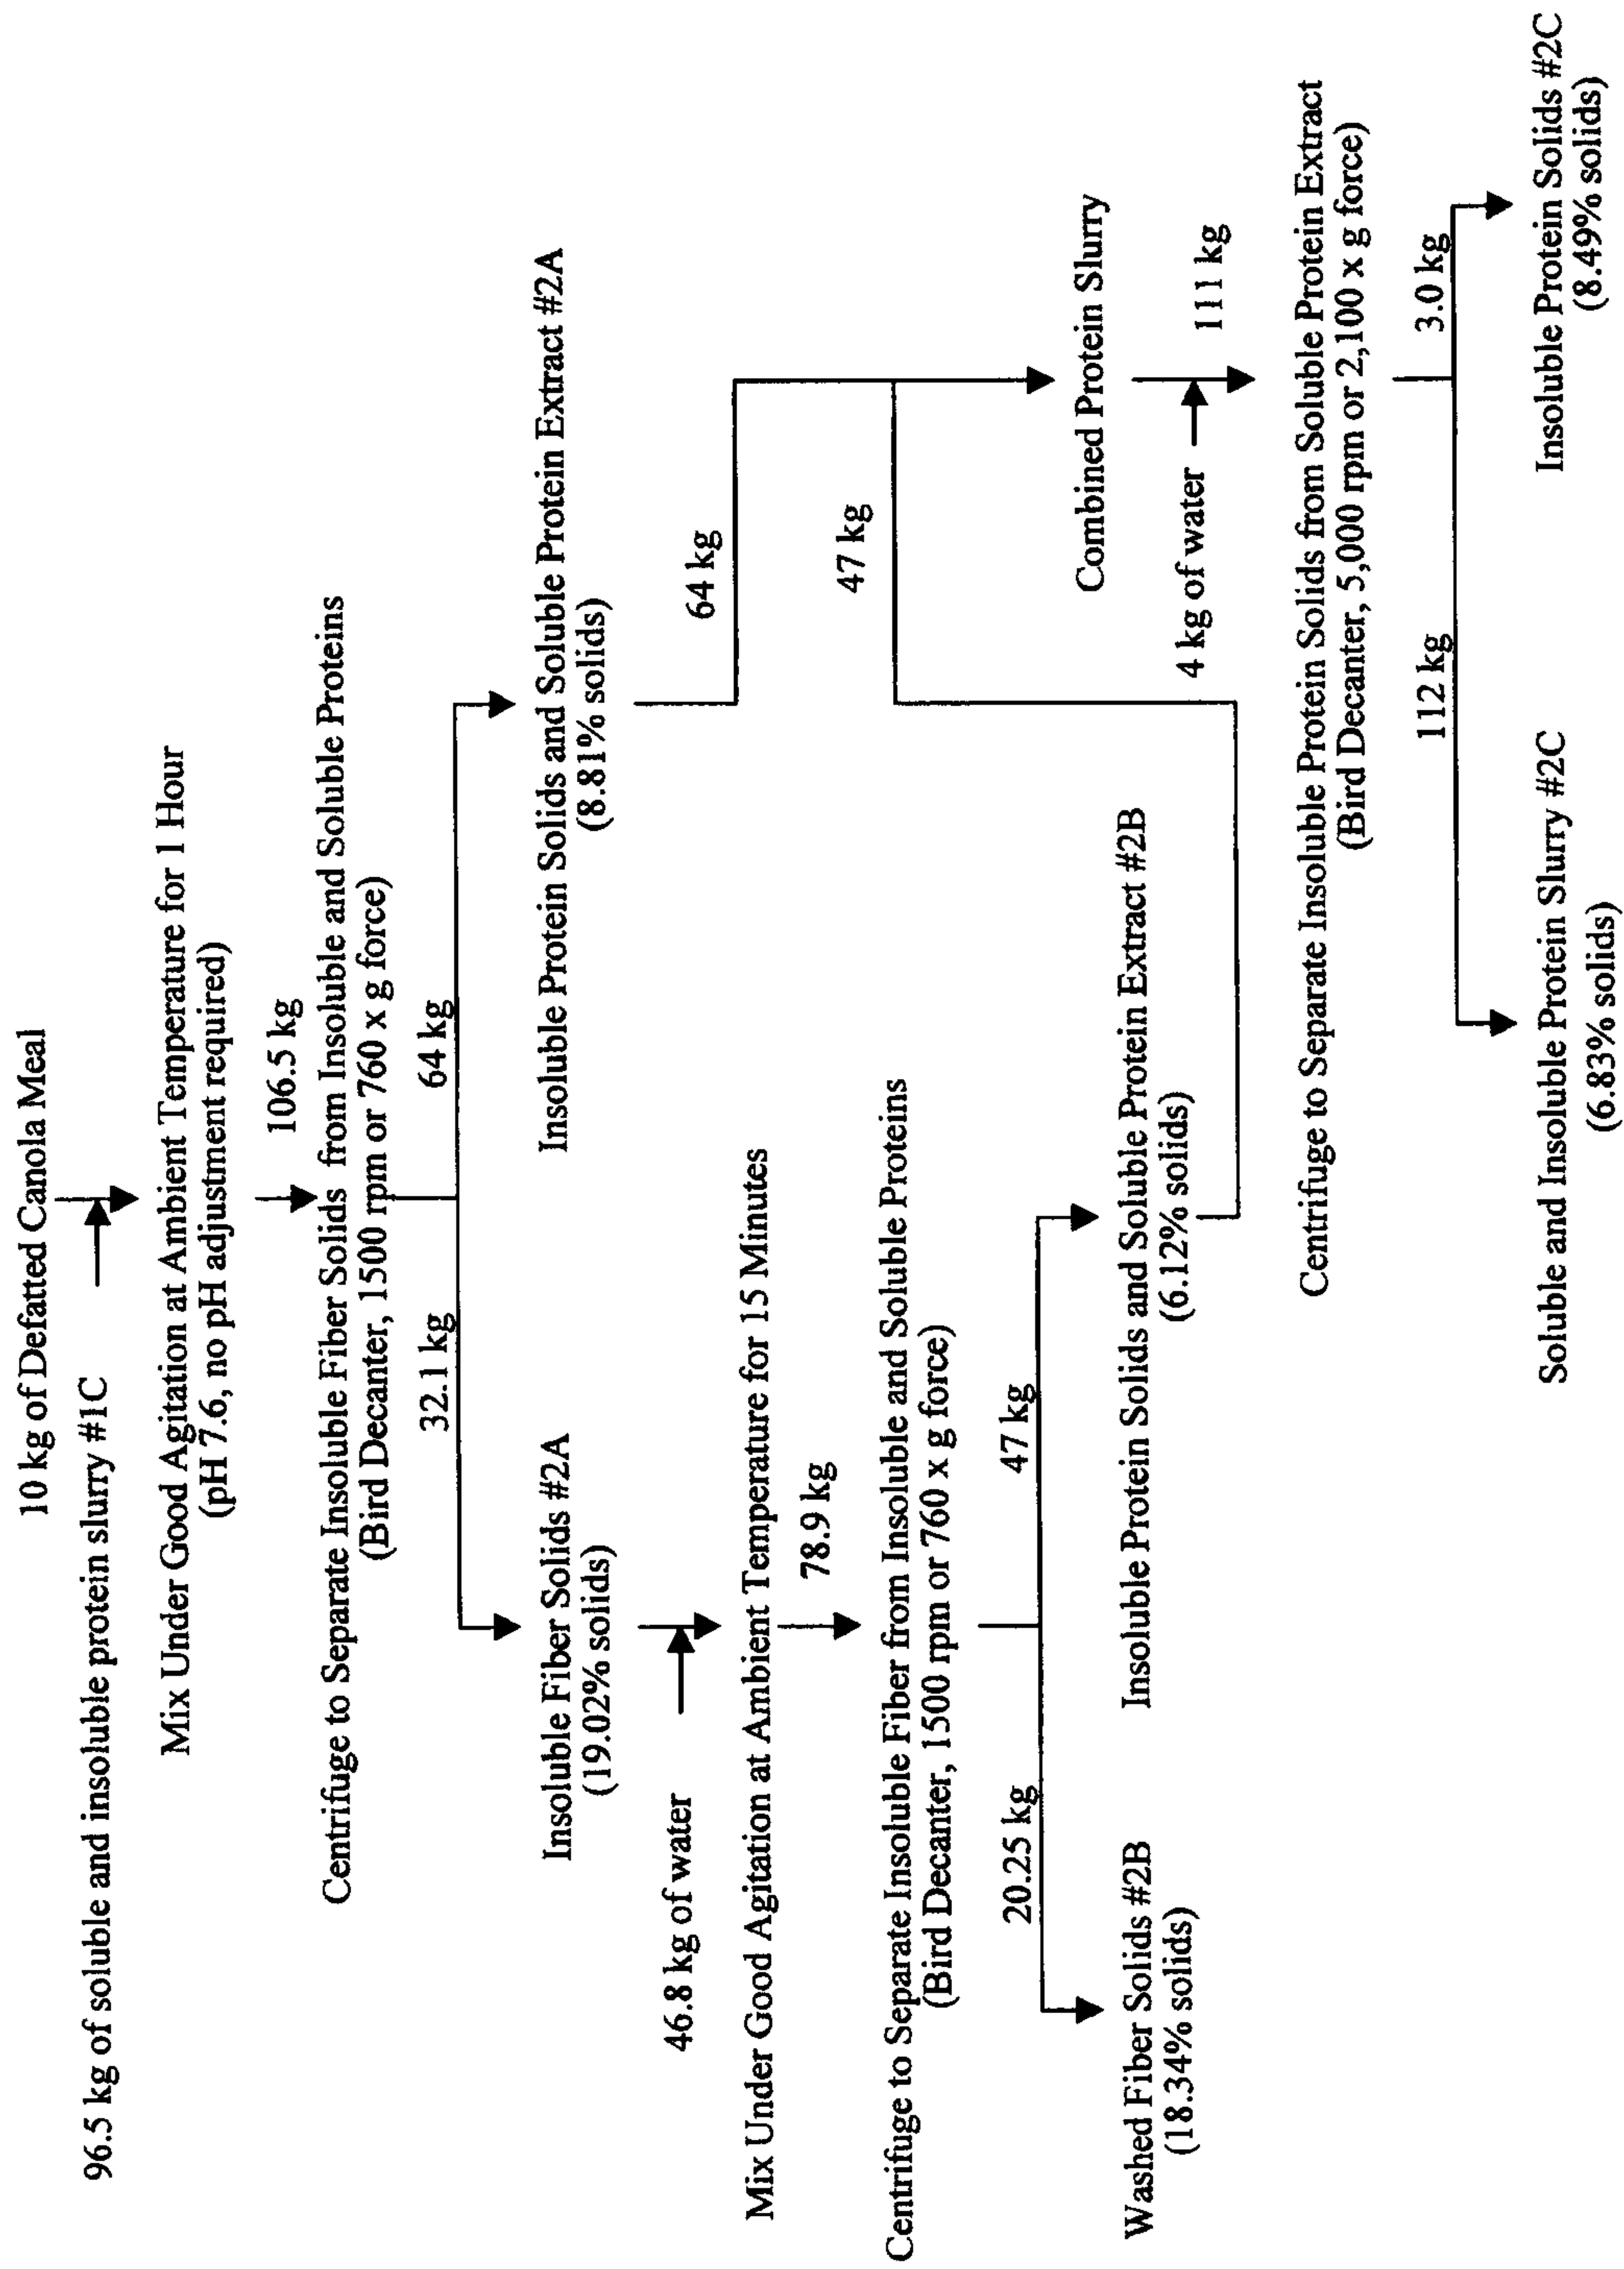 10 kg of Defatted Canola Meal
96.5 kg of soluble and insoluble protein slurry #1C
Mix Under Good Agitation at Ambient Temperature for 1 Hour
(pH 7.6, no pH adjustment required)
106.5 kg
Centrifuge to Separate Insoluble Fiber Solids from Insoluble and Soluble Proteins
(Bird Decanter, 1500 rpm or 760 x g force)
32.1 kg
64 kg
Insoluble Fiber Solids #2A
(19.02% solids)
Insoluble Protein Solids and Soluble Protein Extract #2A
(8.81% solids)
46.8 kg of water
64 kg
Mix Under Good Agitation at Ambient Temperature for 15 Minutes
78.9 kg
47 kg
Centrifuge to Separate Insoluble Fiber from Insoluble and Soluble Proteins
(Bird Decanter, 1500 rpm or 760 x g force)
20.25 kg
47 kg
Combined Protein Slurry
Washed Fiber Solids #2B
(18.34% solids)
Insoluble Protein Solids and Soluble Protein Extract #2B
(6.12% solids)
4 kg of water
111 kg
Centrifuge to Separate Insoluble Protein Solids from Soluble Protein Extract
(Bird Decanter, 5,000 rpm or 2,100 x g force)
112 kg
3.0 kg
Soluble and Insoluble Protein Slurry #2C
(6.83% solids)
Insoluble Protein Solids #2C
(8.49% solids)